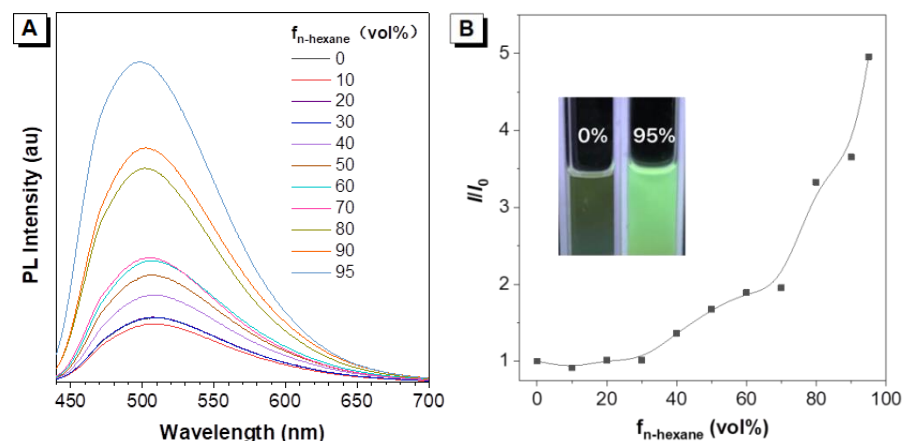 A
f n-hexane (vol%)
0
10
20
30
40
50
60
70
80
90
95
PL Intensity (au)
450 500 550 600 650 700
Wavelength (nm)
B
5
4
3
2
1
I/I0
0% 95%
0 20 40 60 80 100
f n-hexane (vol%)